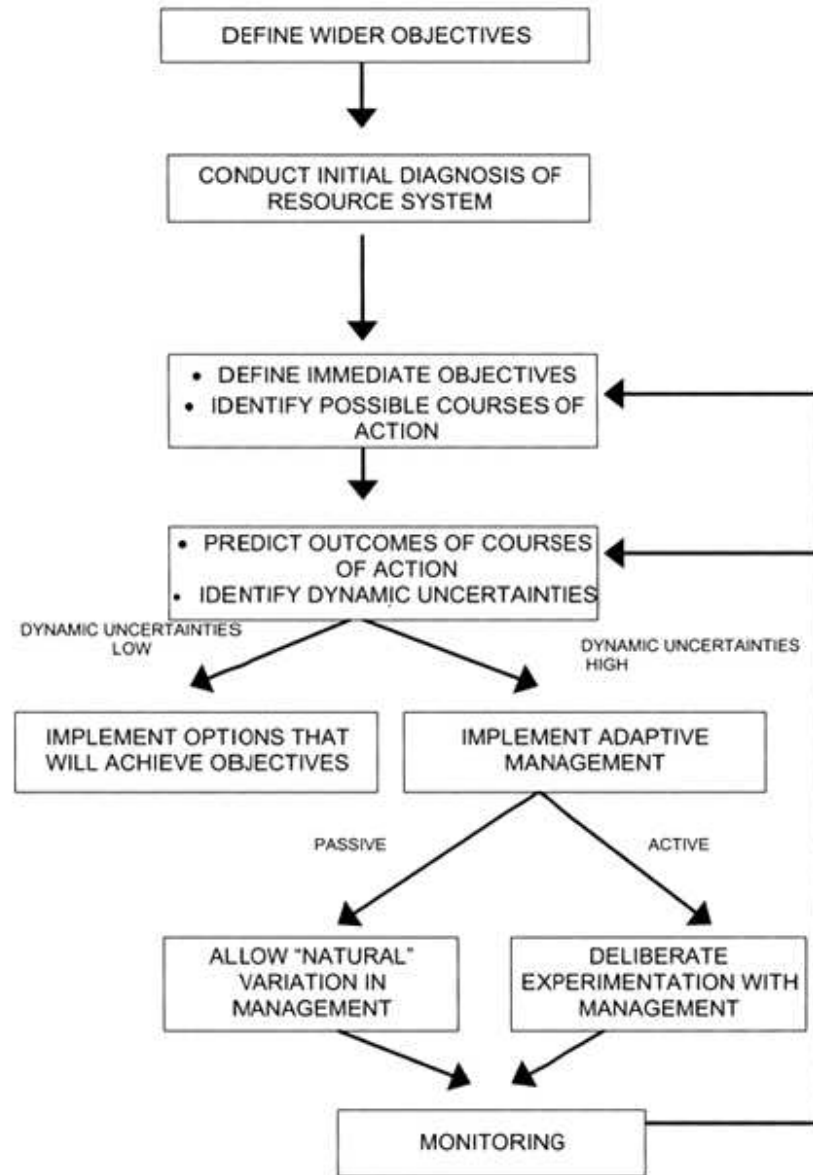 DEFINE WIDER OBJECTIVES
CONDUCT INITIAL DIAGNOSIS OF
RESOURCE SYSTEM
• DEFINE IMMEDIATE OBJECTIVES
• IDENTIFY POSSIBLE COURSES OF
ACTION
• PREDICT OUTCOMES OF COURSES
OF ACTION
• IDENTIFY DYNAMIC UNCERTAINTIES
DYNAMIC UNCERTAINTIES
LOW
DYNAMIC UNCERTAINTIES
HIGH
IMPLEMENT OPTIONS THAT
WILL ACHIEVE OBJECTIVES
IMPLEMENT ADAPTIVE
MANAGEMENT
PASSIVE
ACTIVE
ALLOW "NATURAL"
VARIATION IN
MANAGEMENT
DELIBERATE
EXPERIMENTATION WITH
MANAGEMENT
MONITORING